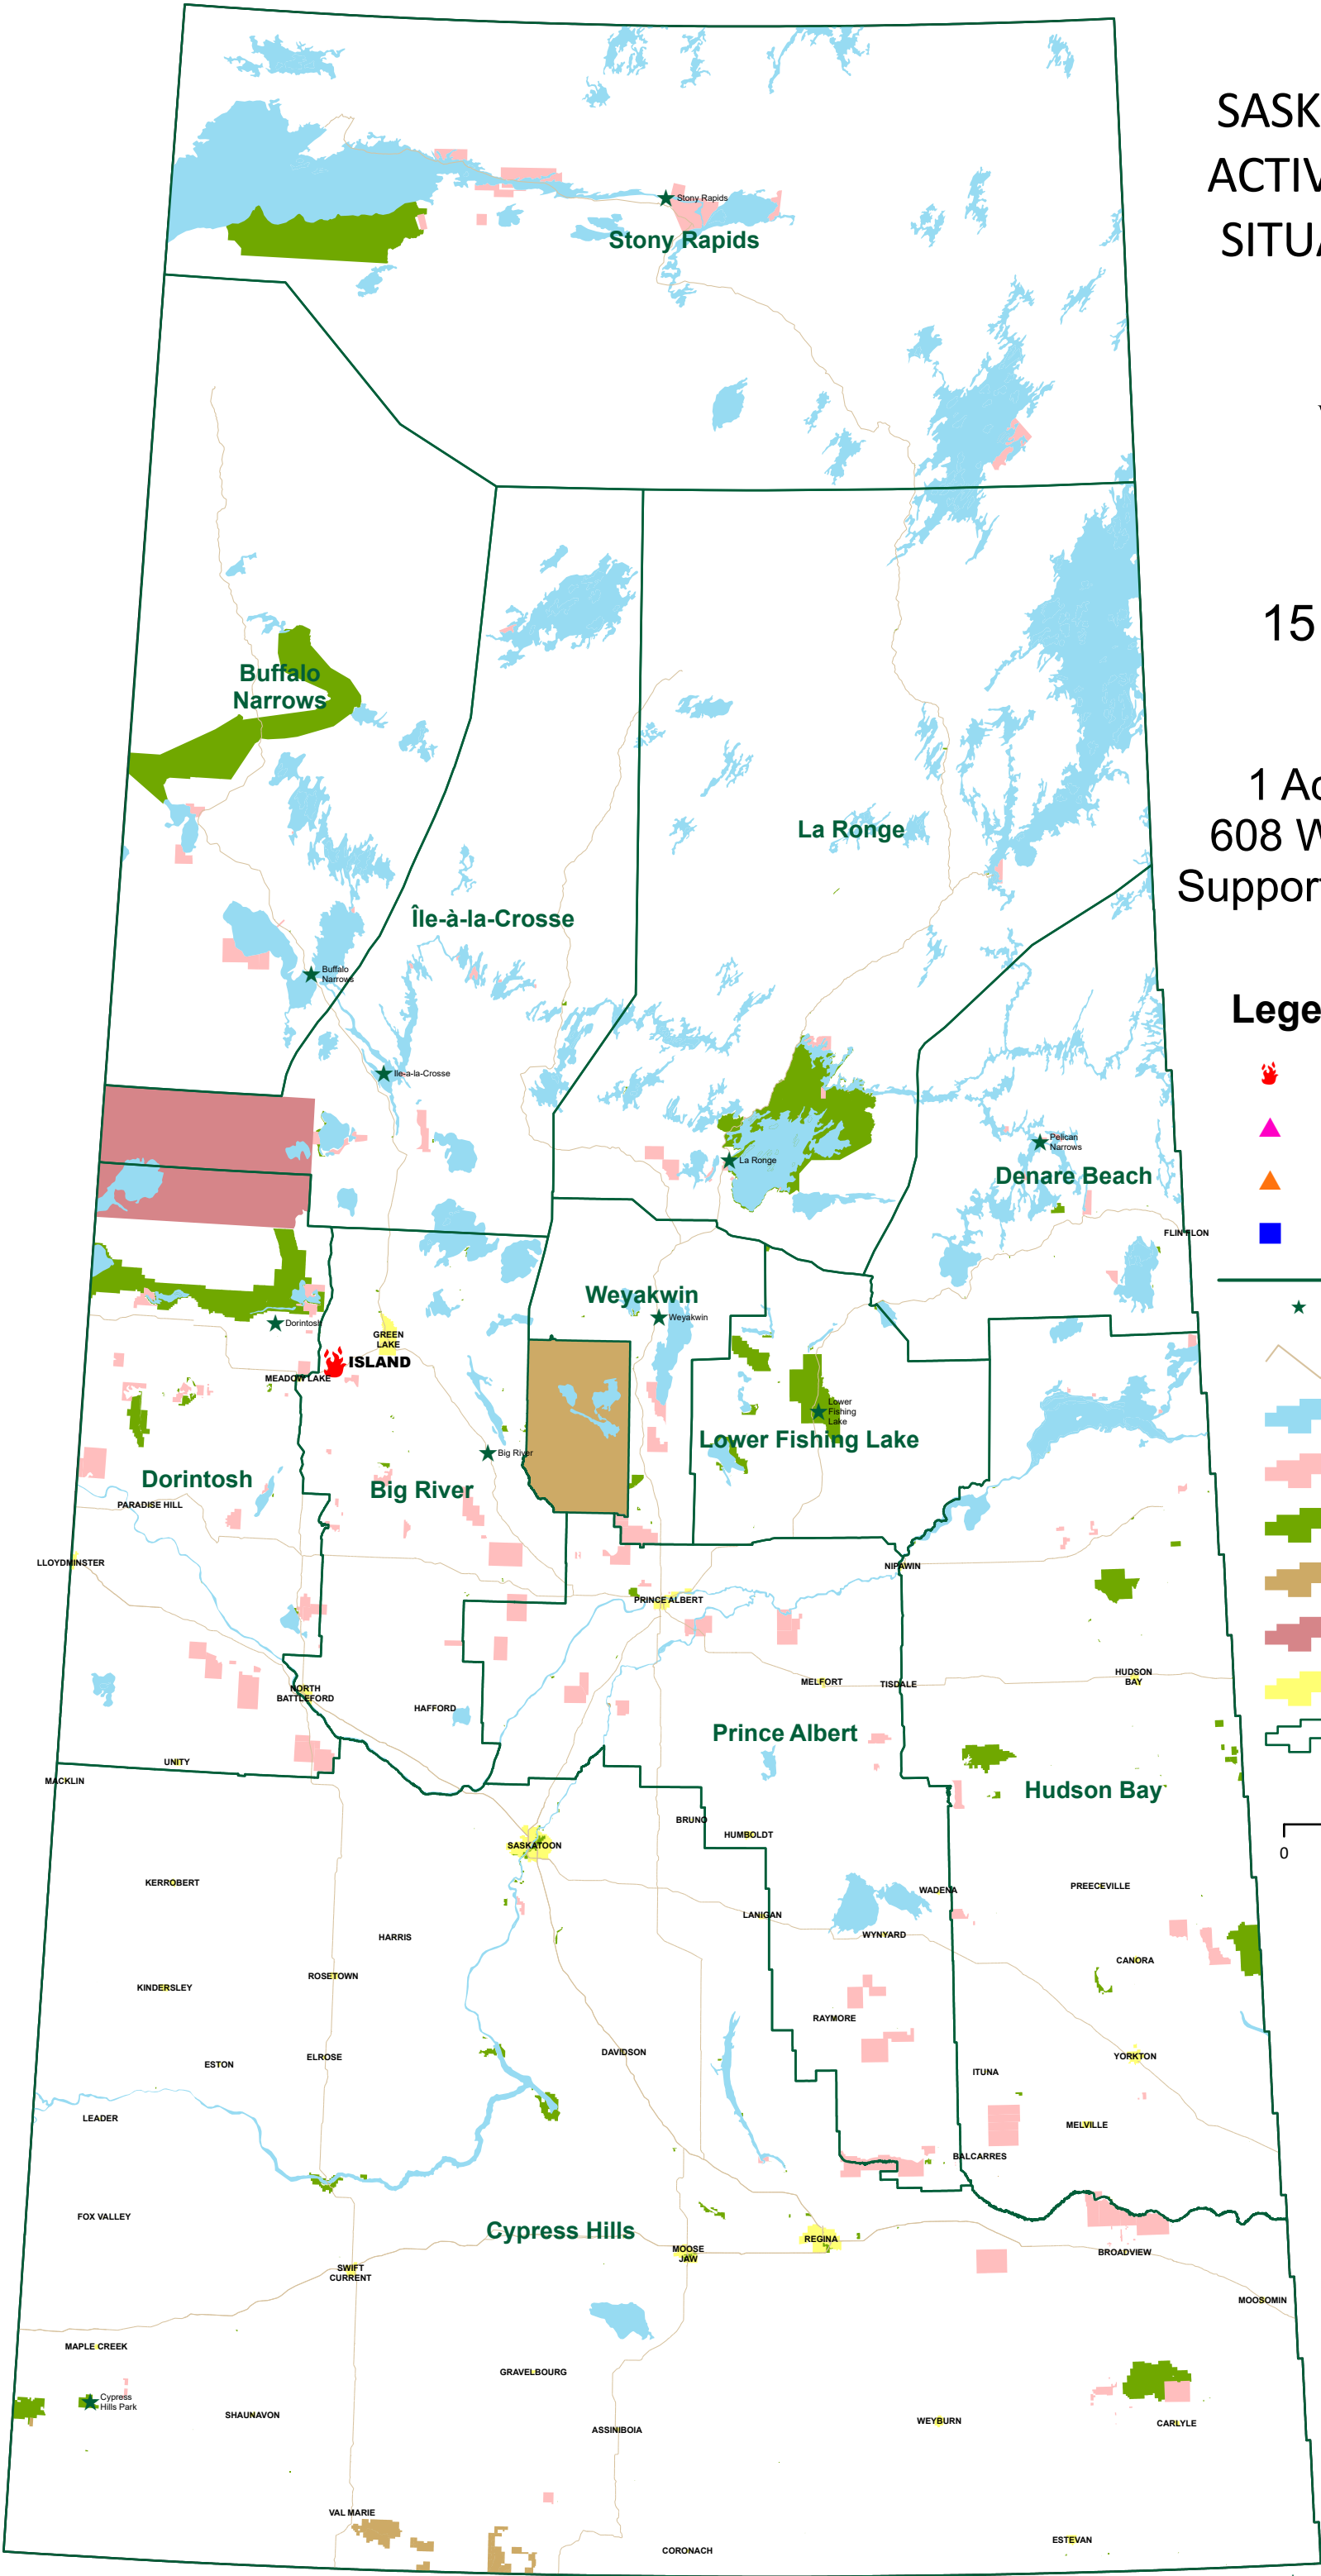 SASK
ACTIV
SITUA
15
1 Ac
608 W
Support
Lege
0
Stony Rapids
Stony Rapids
Buffalo
Narrows
La Ronge
Île-à-la-Crosse
Buffalo
Narrows
Ile-a-la-Crosse
Pelican
Narrows
La Ronge
Denare Beach
FLIN FLON
Weyakwin
Weyakwin
Dorintosh
GREEN
LAKE
ISLAND
MEADOW LAKE
Lower
Fishing
Lake
Lower Fishing Lake
Big River
Dorintosh
Big River
PARADISE HILL
LLOYDMINSTER
NIPAWIN
PRINCE ALBERT
HUDSON
BAY
MELFORT
TISDALE
NORTH
BATTLEFORD
HAFFORD
Prince Albert
UNITY
MACKLIN
Hudson Bay
BRUNO
HUMBOLDT
SASKATOON
KERROBERT
PREECEVILLE
WADENA
LANIGAN
WYNYARD
HARRIS
CANORA
ROSETOWN
KINDERSLEY
RAYMORE
DAVIDSON
YORKTON
ELROSE
ESTON
ITUNA
LEADER
MELVILLE
BALCARRES
FOX VALLEY
Cypress Hills
REGINA
MOOSE
JAW
BROADVIEW
SWIFT
CURRENT
MOOSOMIN
MAPLE CREEK
GRAVELBOURG
Cypress
Hills Park
SHAUNAVON
WEYBURN
CARLYLE
ASSINIBOIA
VAL MARIE
ESTEVAN
CORONACH